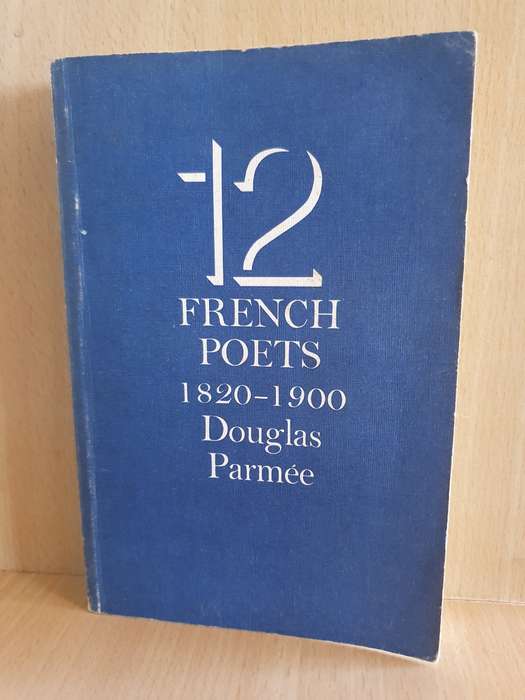 12
FRENCH
POETS
1820–1900
Douglas
Parmée